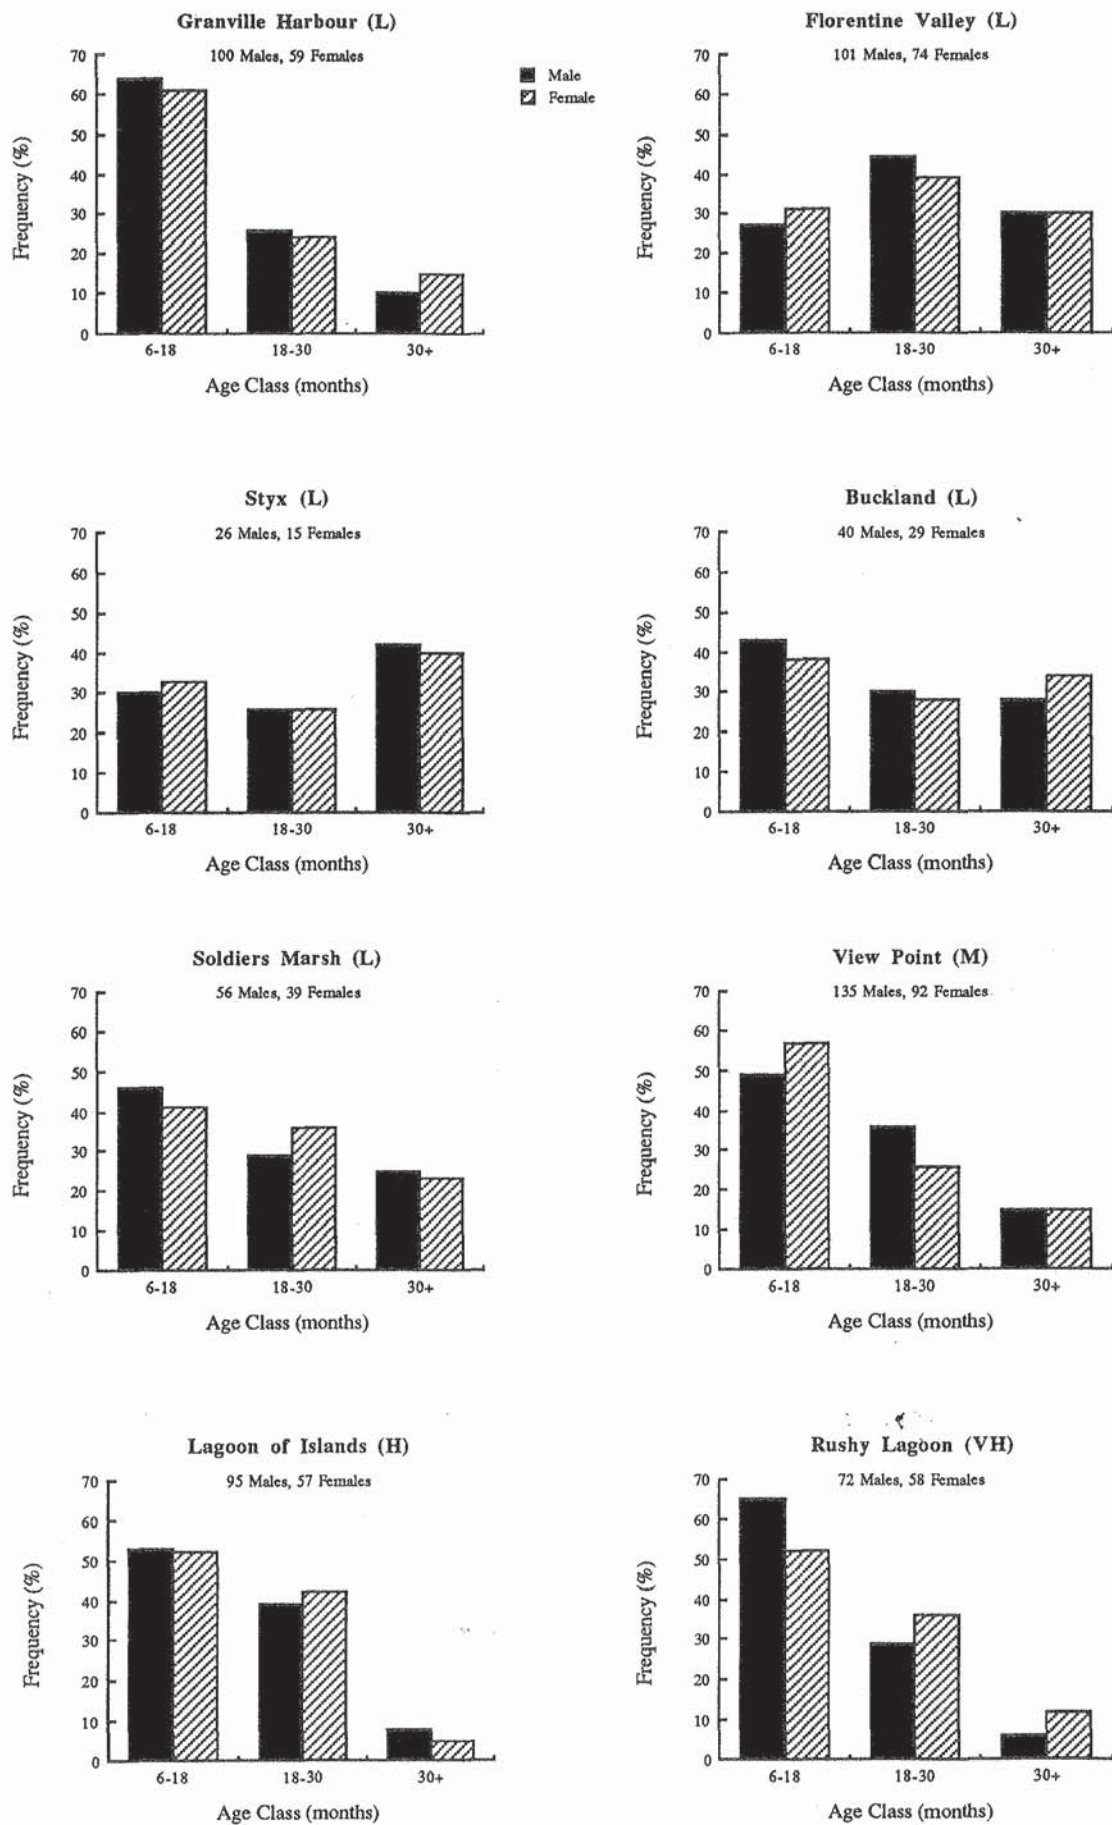 Granville Harbour (L)
100 Males, 59 Females
70
60
50
40
30
20
10
0
Frequency (%)
6-18 18-30 30+
Age Class (months)
Male
Female
Florentine Valley (L)
101 Males, 74 Females
70
60
50
40
30
20
10
0
Frequency (%)
6-18 18-30 30+
Age Class (months)
Styx (L)
26 Males, 15 Females
70
60
50
40
30
20
10
0
Frequency (%)
6-18 18-30 30+
Age Class (months)
Buckland (L)
40 Males, 29 Females
70
60
50
40
30
20
10
0
Frequency (%)
6-18 18-30 30+
Age Class (months)
Soldiers Marsh (L)
56 Males, 39 Females
70
60
50
40
30
20
10
0
Frequency (%)
6-18 18-30 30+
Age Class (months)
View Point (M)
135 Males, 92 Females
70
60
50
40
30
20
10
0
Frequency (%)
6-18 18-30 30+
Age Class (months)
Lagoon of Islands (H)
95 Males, 57 Females
70
60
50
40
30
20
10
0
Frequency (%)
6-18 18-30 30+
Age Class (months)
Rushy Lagoon (VH)
72 Males, 58 Females
70
60
50
40
30
20
10
0
Frequency (%)
6-18 18-30 30+
Age Class (months)